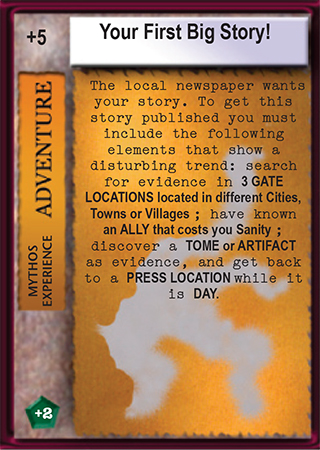 +5
Your First Big Story!
MYTHOS
EXPERIENCE
ADVENTURE
The local newspaper wants
your story. To get this
story published you must
include the following
elements that show a
disturbing trend: search
for evidence in 3 GATE
LOCATIONS located in different Cities,
Towns or Villages ; have known
an ALLY that costs you Sanity ;
discover a TOME or ARTIFACT
as evidence, and get back
to a PRESS LOCATION while it
is DAY.
+2